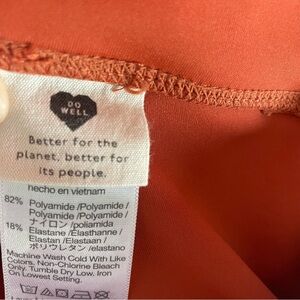 DO
WELL
Better for the
planet, better for
its people.
hecho en vietnam
82% Polyamide /Polyamide /
Polyamide /Polyamide /
ナイロン /poliamida
18% Elastane /Elasthanne /
Elastan /Elastaan /
ポリウレタン /elastano
Machine Wash Cold With Like
Colors. Non-Chlorine Bleach
Only. Tumble Dry Low. Iron
On Lowest Setting.